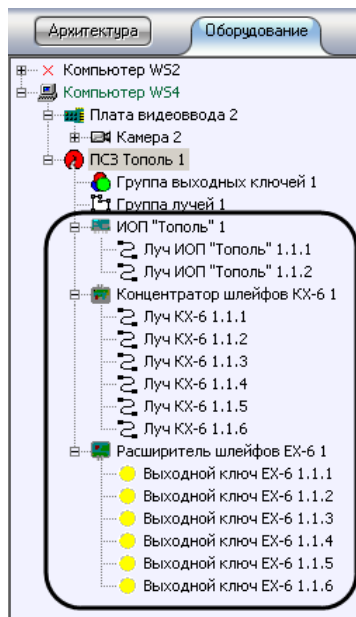 Архитектура Оборудование
Компьютер WS2
Компьютер WS4
Плата видеоввода 2
Камера 2
ПСЗ Тополь 1
Группа выходных ключей 1
Группа лучей 1
ИОП "Тополь" 1
Луч ИОП "Тополь" 1.1.1
Луч ИОП "Тополь" 1.1.2
Концентратор шлейфов КХ-6 1
Луч КХ-6 1.1.1
Луч КХ-6 1.1.2
Луч КХ-6 1.1.3
Луч КХ-6 1.1.4
Луч КХ-6 1.1.5
Луч КХ-6 1.1.6
Расширитель шлейфов ЕХ-6 1
Выходной ключ ЕХ-6 1.1.1
Выходной ключ ЕХ-6 1.1.2
Выходной ключ ЕХ-6 1.1.3
Выходной ключ ЕХ-6 1.1.4
Выходной ключ ЕХ-6 1.1.5
Выходной ключ ЕХ-6 1.1.6